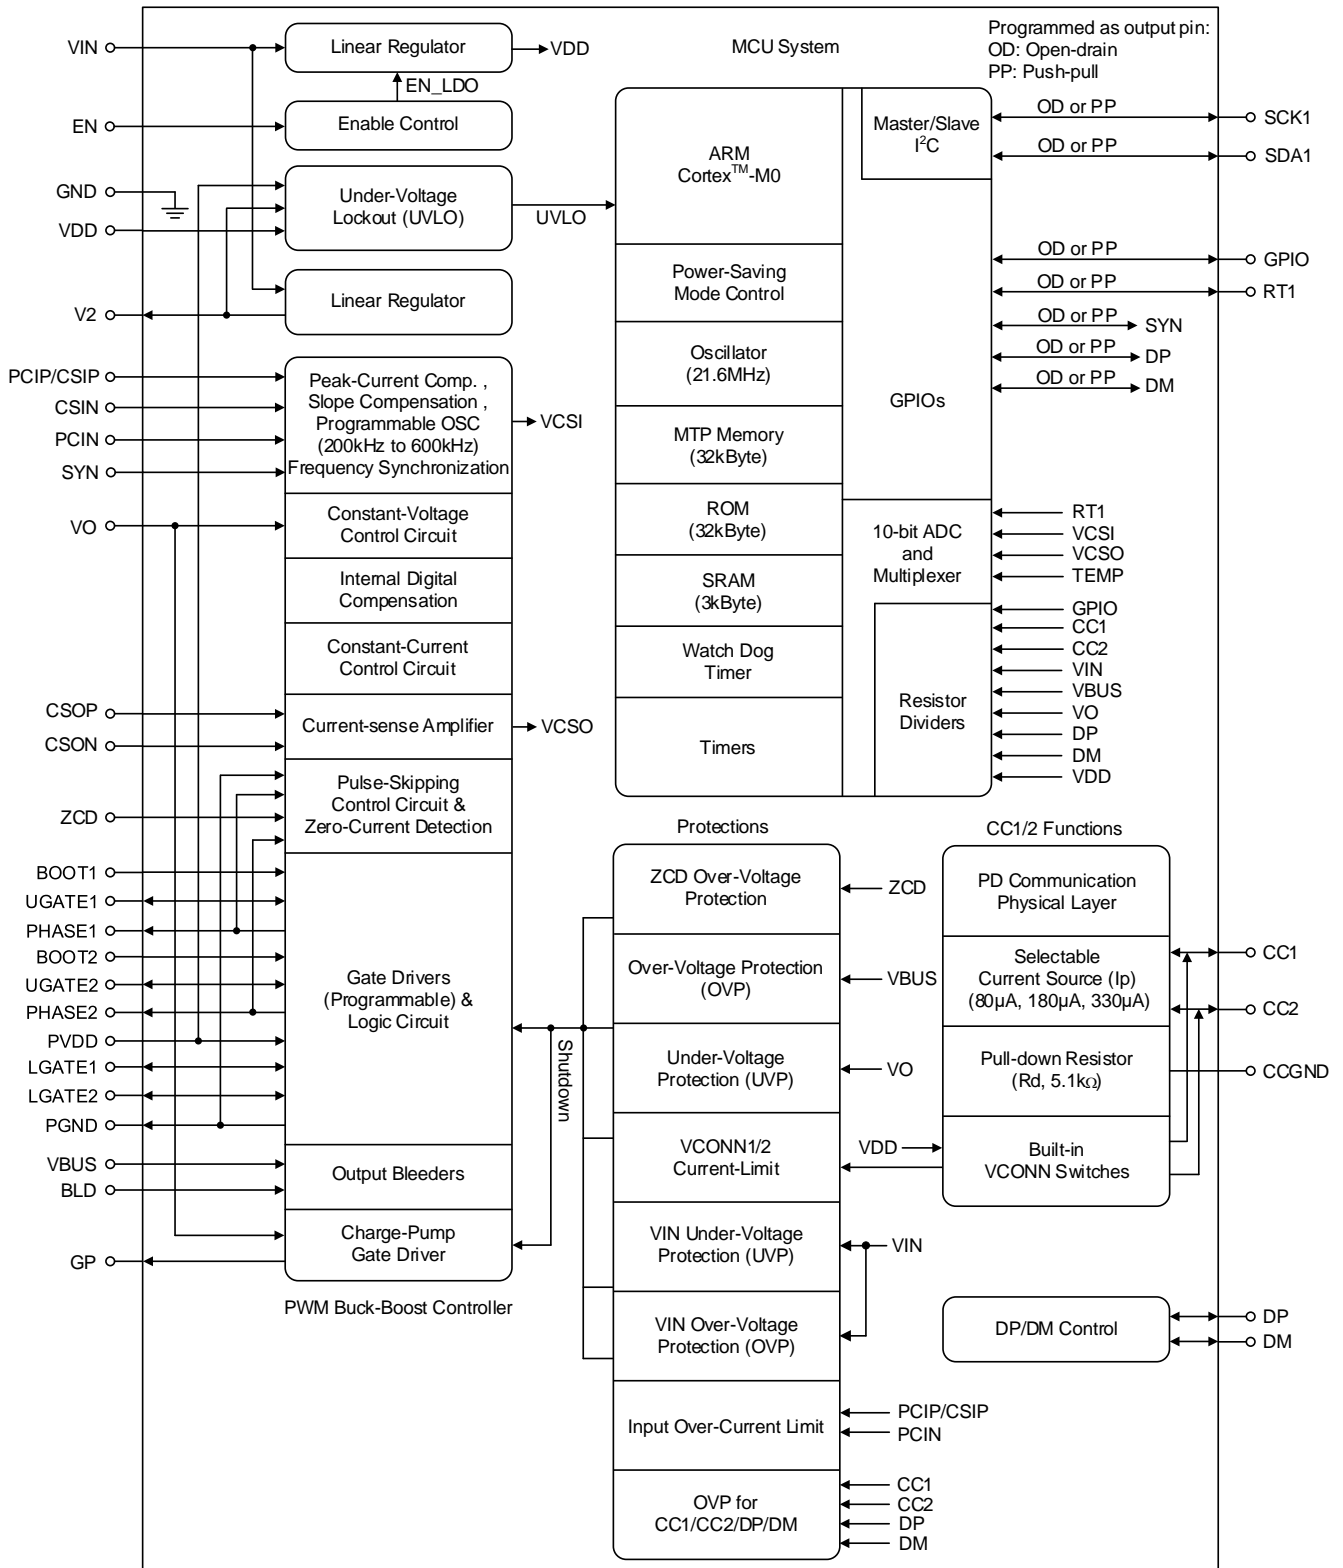 Programmed as output pin:
OD: Open-drain
PP: Push-pull
MCU System
VIN
Linear Regulator
VDD
EN_LDO
EN
Enable Control
GND
VDD
Under-Voltage
Lockout (UVLO)
UVLO
V2
Linear Regulator
PCIP/CSIP
CSIN
PCIN
SYN
Peak-Current Comp. ,
Slope Compensation ,
Programmable OSC
(200kHz to 600kHz)
Frequency Synchronization
VCSI
VO
Constant-Voltage
Control Circuit
Internal Digital
Compensation
Constant-Current
Control Circuit
CSOP
CSON
Current-sense Amplifier
VCSO
ZCD
Pulse-Skipping
Control Circuit &
Zero-Current Detection
BOOT1
UGATE1
PHASE1
BOOT2
UGATE2
PHASE2
PVDD
LGATE1
LGATE2
PGND
Gate Drivers
(Programmable) &
Logic Circuit
VBUS
BLD
Output Bleeders
GP
Charge-Pump
Gate Driver
PWM Buck-Boost Controller
Shutdown
ARM
Cortex™-M0
Power-Saving
Mode Control
Oscillator
(21.6MHz)
MTP Memory
(32kByte)
ROM
(32kByte)
SRAM
(3kByte)
Watch Dog
Timer
Timers
Master/Slave
I²C
GPIOs
10-bit ADC
and
Multiplexer
Resistor
Dividers
OD or PP
SCK1
OD or PP
SDA1
OD or PP
GPIO
OD or PP
RT1
OD or PP
SYN
OD or PP
DP
OD or PP
DM
RT1
VCSI
VCSO
TEMP
GPIO
CC1
CC2
VIN
VBUS
VO
DP
DM
VDD
Protections
ZCD Over-Voltage
Protection
ZCD
Over-Voltage Protection
(OVP)
VBUS
Under-Voltage
Protection (UVP)
VO
VCONN1/2
Current-Limit
VDD
VIN Under-Voltage
Protection (UVP)
VIN
VIN Over-Voltage
Protection (OVP)
Input Over-Current Limit
PCIP/CSIP
PCIN
OVP for
CC1/CC2/DP/DM
CC1
CC2
DP
DM
CC1/2 Functions
PD Communication
Physical Layer
Selectable
Current Source (Ip)
(80µA, 180µA, 330µA)
Pull-down Resistor
(Rd, 5.1kΩ)
Built-in
VCONN Switches
CC1
CC2
CCGND
DP/DM Control
DP
DM